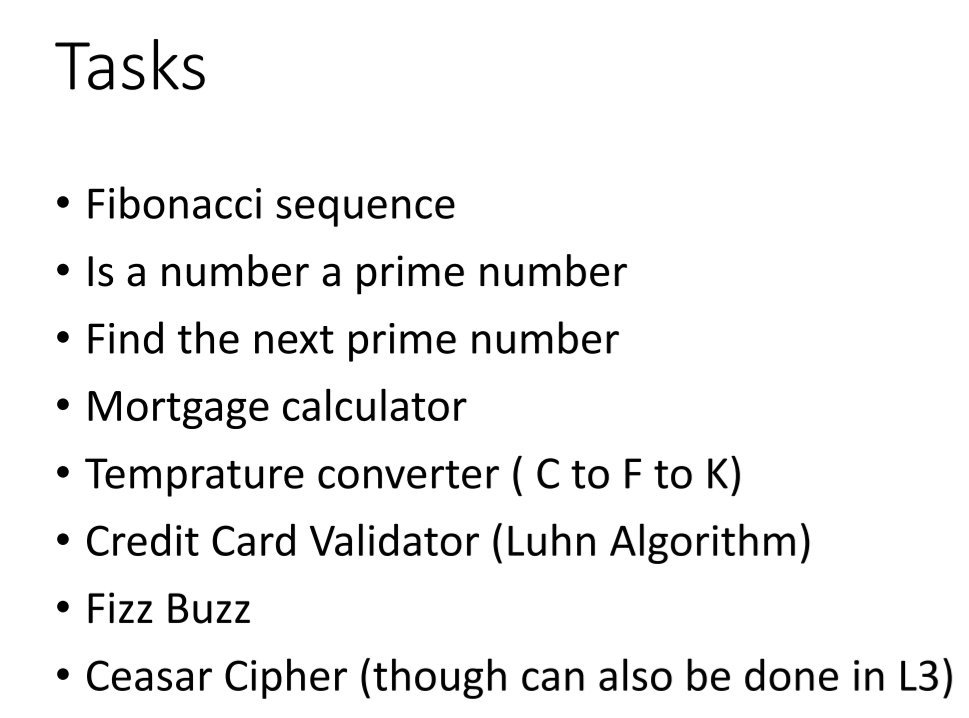 Tasks
• Fibonacci sequence
• Is a number a prime number
• Find the next prime number
• Mortgage calculator
• Temprature converter ( C to F to K)
• Credit Card Validator (Luhn Algorithm)
• Fizz Buzz
• Ceasar Cipher (though can also be done in L3)